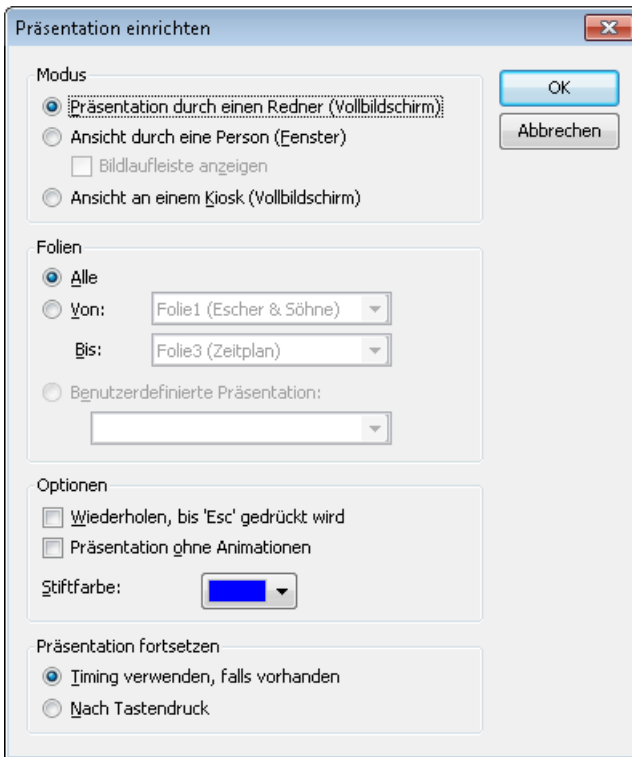 Präsentation einrichten
Modus
Präsentation durch einen Redner (Vollbildschirm)
Ansicht durch eine Person (Fenster)
Bildlaufleiste anzeigen
Ansicht an einem Kiosk (Vollbildschirm)
OK
Abbrechen
Folien
Alle
Von: Folie1 (Escher & Söhne)
Bis: Folie3 (Zeitplan)
Benutzerdefinierte Präsentation:
Optionen
Wiederholen, bis 'Esc' gedrückt wird
Präsentation ohne Animationen
Stiftfarbe:
Präsentation fortsetzen
Timing verwenden, falls vorhanden
Nach Tastendruck